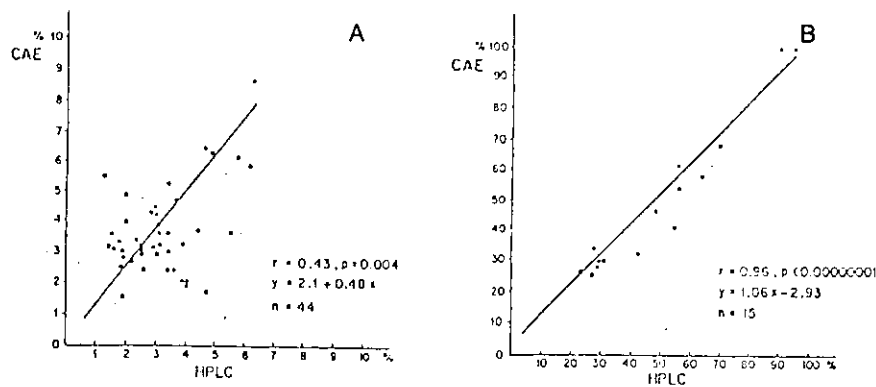 A
% 10
CAE
9
8
7
6
5
4
3
2
1
0
1 2 3 4 5 6 7 8 9 10 %
HPLC
r = 0.43, p = 0.004
y = 2.1 + 0.40 x
n = 44
B
% 100
CAE
100
80
70
60
50
40
30
20
10
0
10 20 30 40 50 60 70 80 90 100 %
HPLC
r = 0.96, p < 0.00000001
y = 1.06 x - 2.93
n = 15